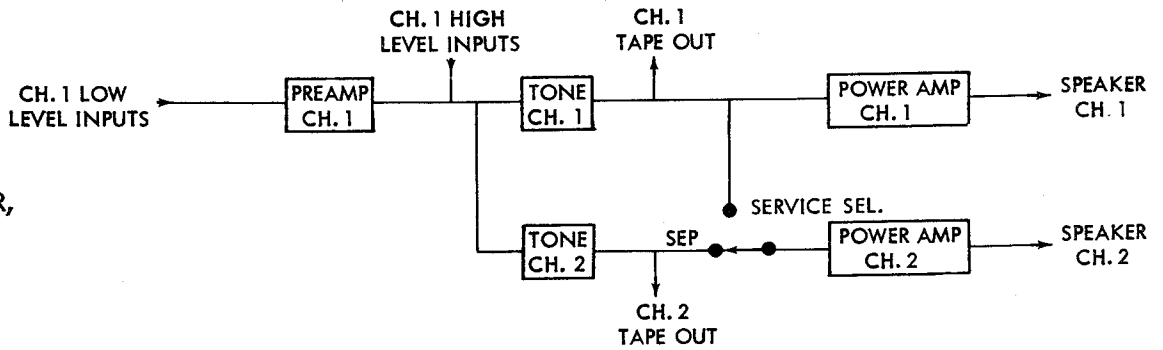 CH. 1 HIGH
LEVEL INPUTS
CH. 1
TAPE OUT
CH. 1 LOW
LEVEL INPUTS
PREAMP
CH. 1
TONE
CH. 1
POWER AMP
CH. 1
SPEAKER
CH. 1
R,
SERVICE SEL.
TONE
CH. 2
SEP
POWER AMP
CH. 2
SPEAKER
CH. 2
CH. 2
TAPE OUT